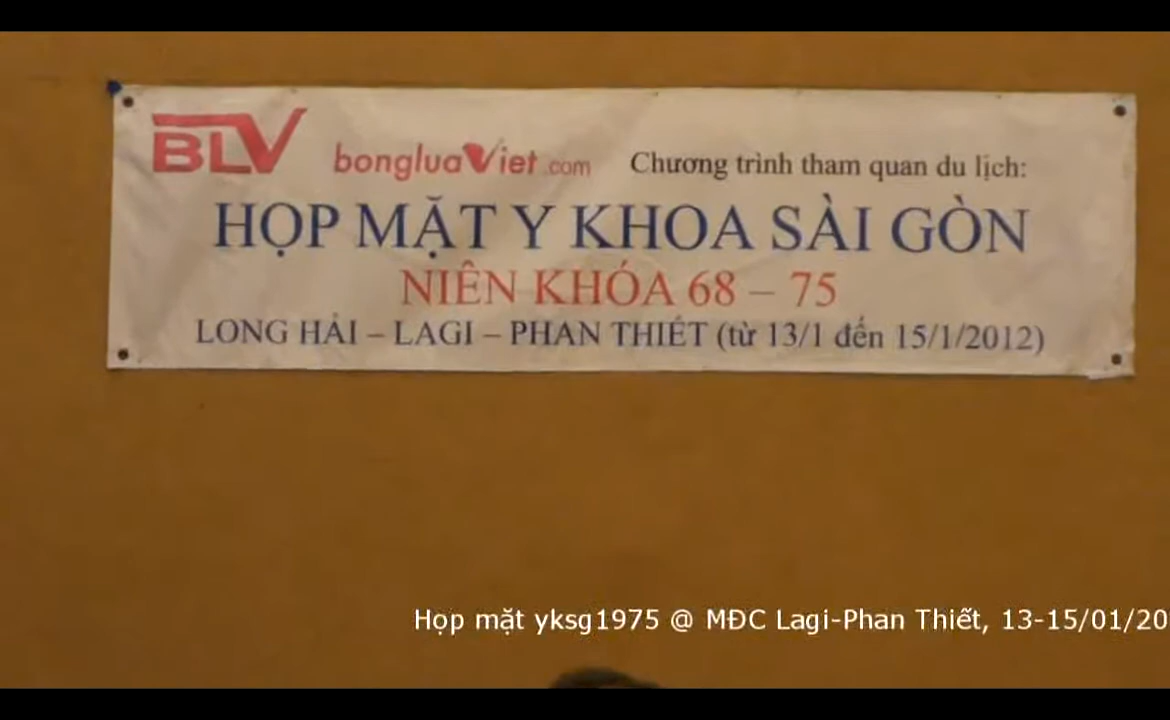 BLV bongluaViet.com Chương trình tham quan du lịch:
HỌP MẶT Y KHOA SÀI GÒN
NIÊN KHÓA 68 – 75
LONG HẢI – LAGI – PHAN THIẾT (từ 13/1 đến 15/1/2012)
Họp mặt yksg1975 @ MĐC Lagi-Phan Thiết, 13-15/01/20